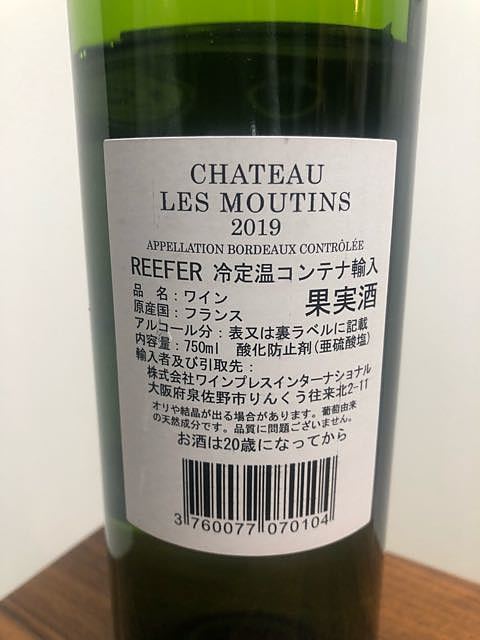 CHATEAU
LES MOUTINS
2019
APPELLATION BORDEAUX CONTRÔLÉE
REEFER 冷定温コンテナ輸入
品 名:ワイン
果実酒
原産国:フランス
アルコール分:表又は裏ラベルに記載
内容量:750ml 酸化防止剤(亜硫酸塩)
輸入者及び引取先:
株式会社ワインプレスインターナショナル
大阪府泉佐野市りんくう往来北2-11
オリや結晶が出る場合があります。葡萄由来
の天然成分です。品質に問題ございません。
お酒は20歳になってから
3 760077 070104